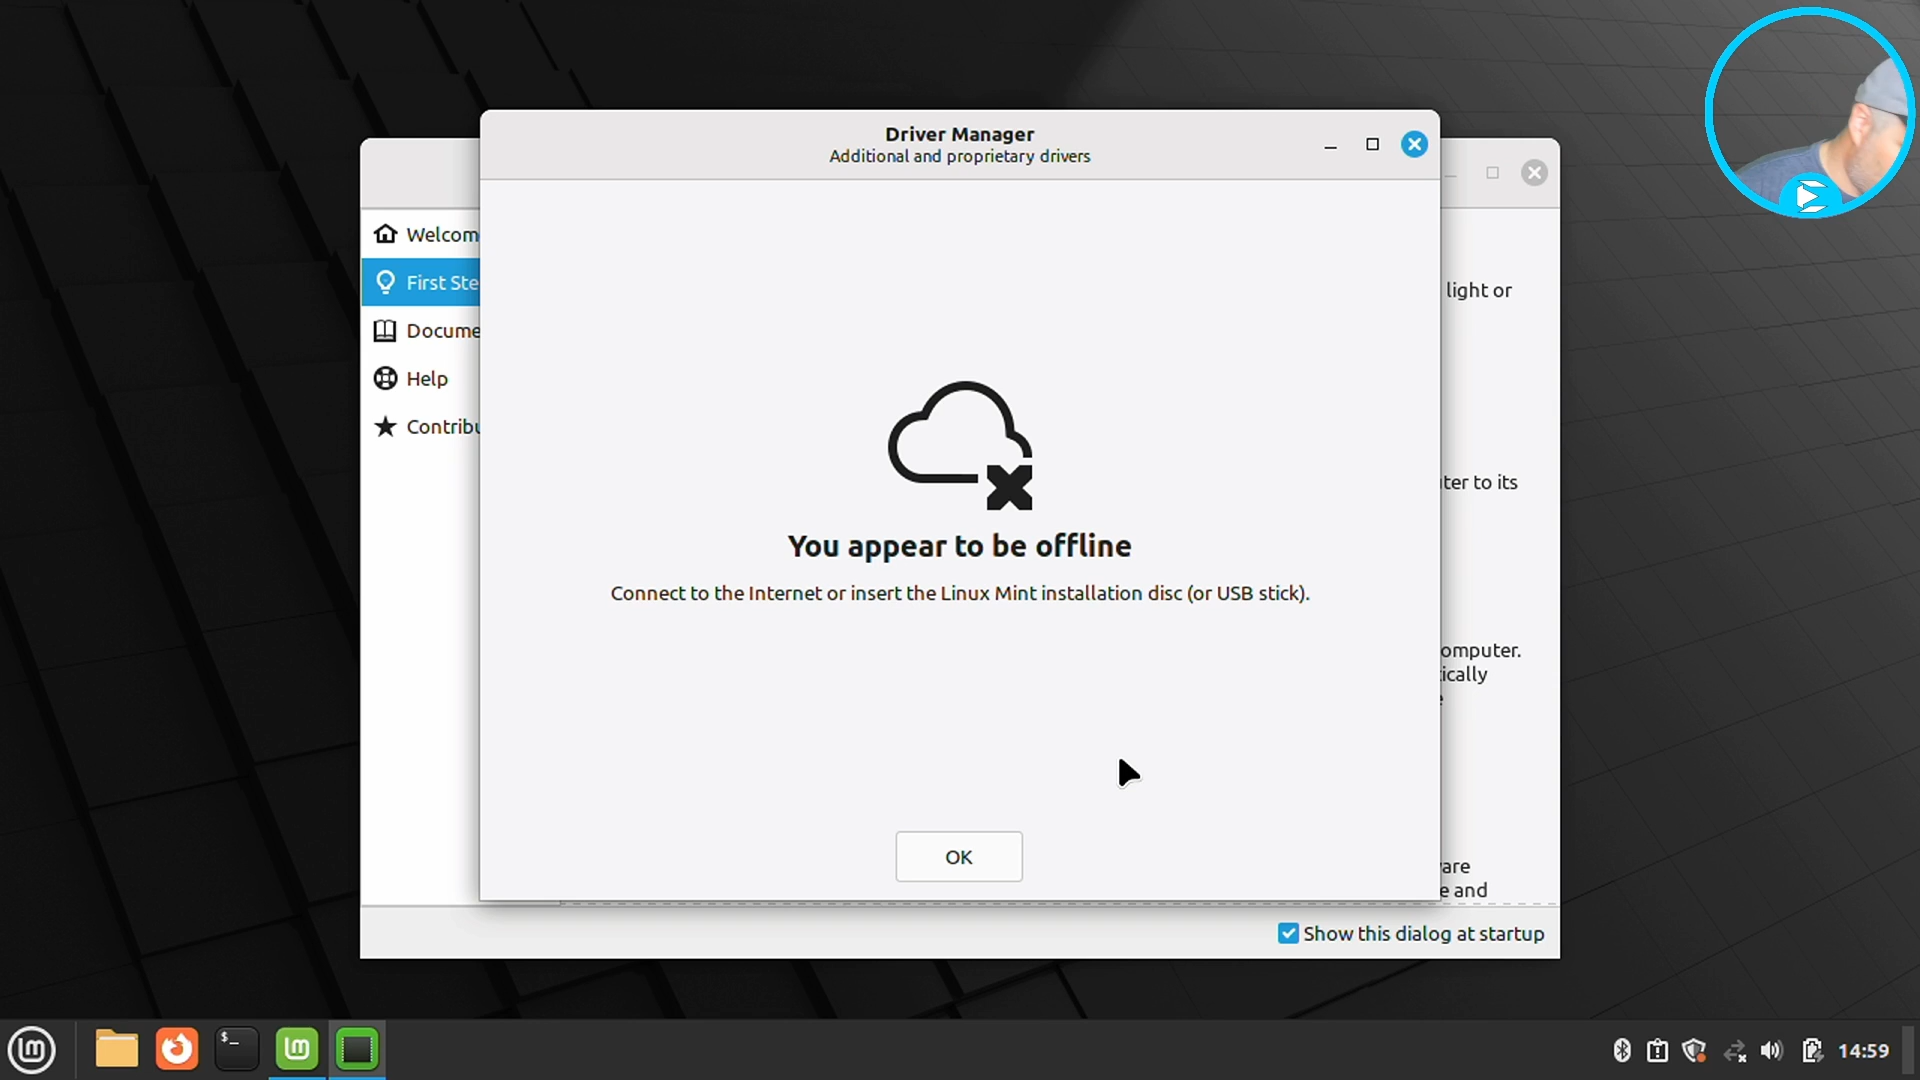 Driver Manager
Additional and proprietary drivers
Welcom
First Ste
Docume
Help
Contribu
light or
ter to its
omputer.
ically
e
are
e and
You appear to be offline
Connect to the Internet or insert the Linux Mint installation disc (or USB stick).
OK
Show this dialog at startup
$_
14:59